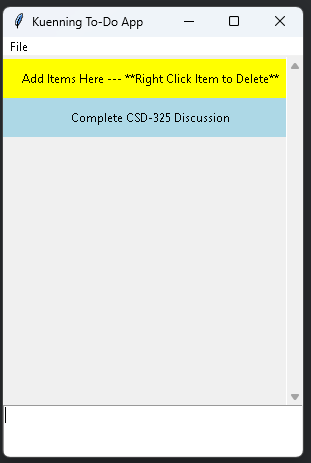 Kuenning To-Do App
File
Add Items Here --- **Right Click Item to Delete**
Complete CSD-325 Discussion